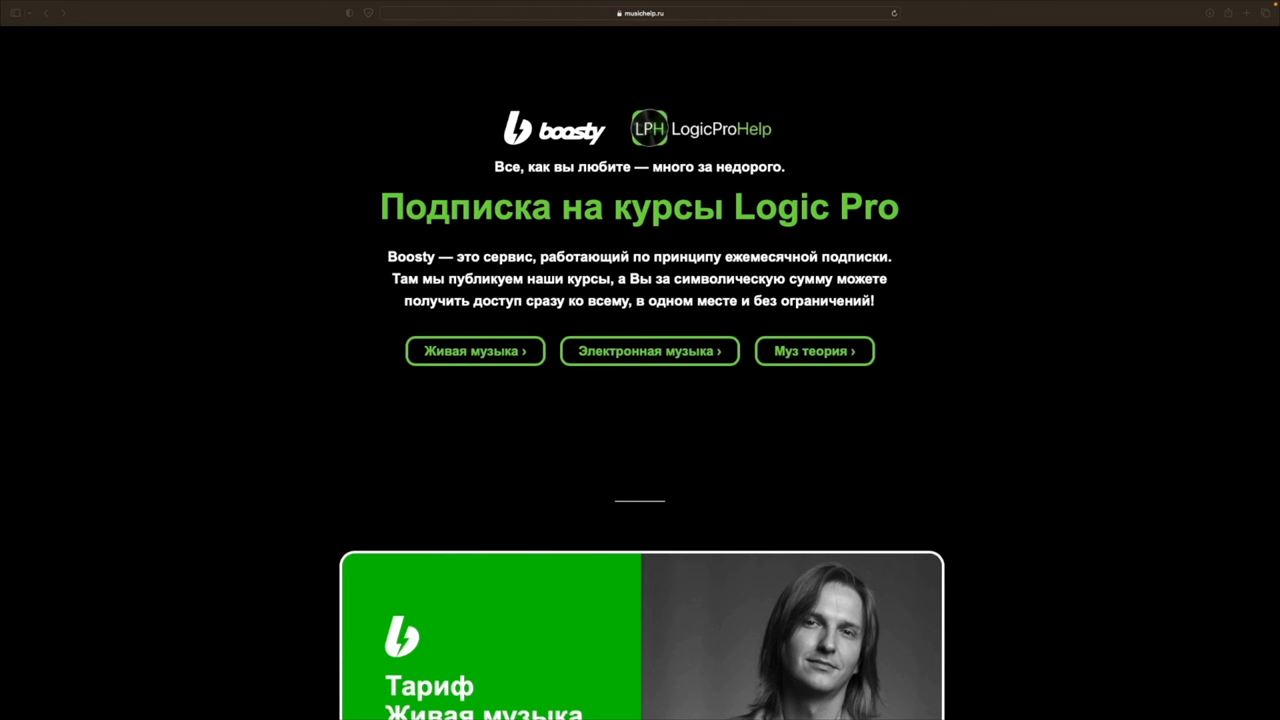 musichelp.ru
boosty
LPH LogicProHelp
Все, как вы любите — много за недорого.
Подписка на курсы Logic Pro
Boosty — это сервис, работающий по принципу ежемесячной подписки.
Там мы публикуем наши курсы, а Вы за символическую сумму можете
получить доступ сразу ко всему, в одном месте и без ограничений!
Живая музыка ›
Электронная музыка ›
Муз теория ›
Тариф
Живая музыка